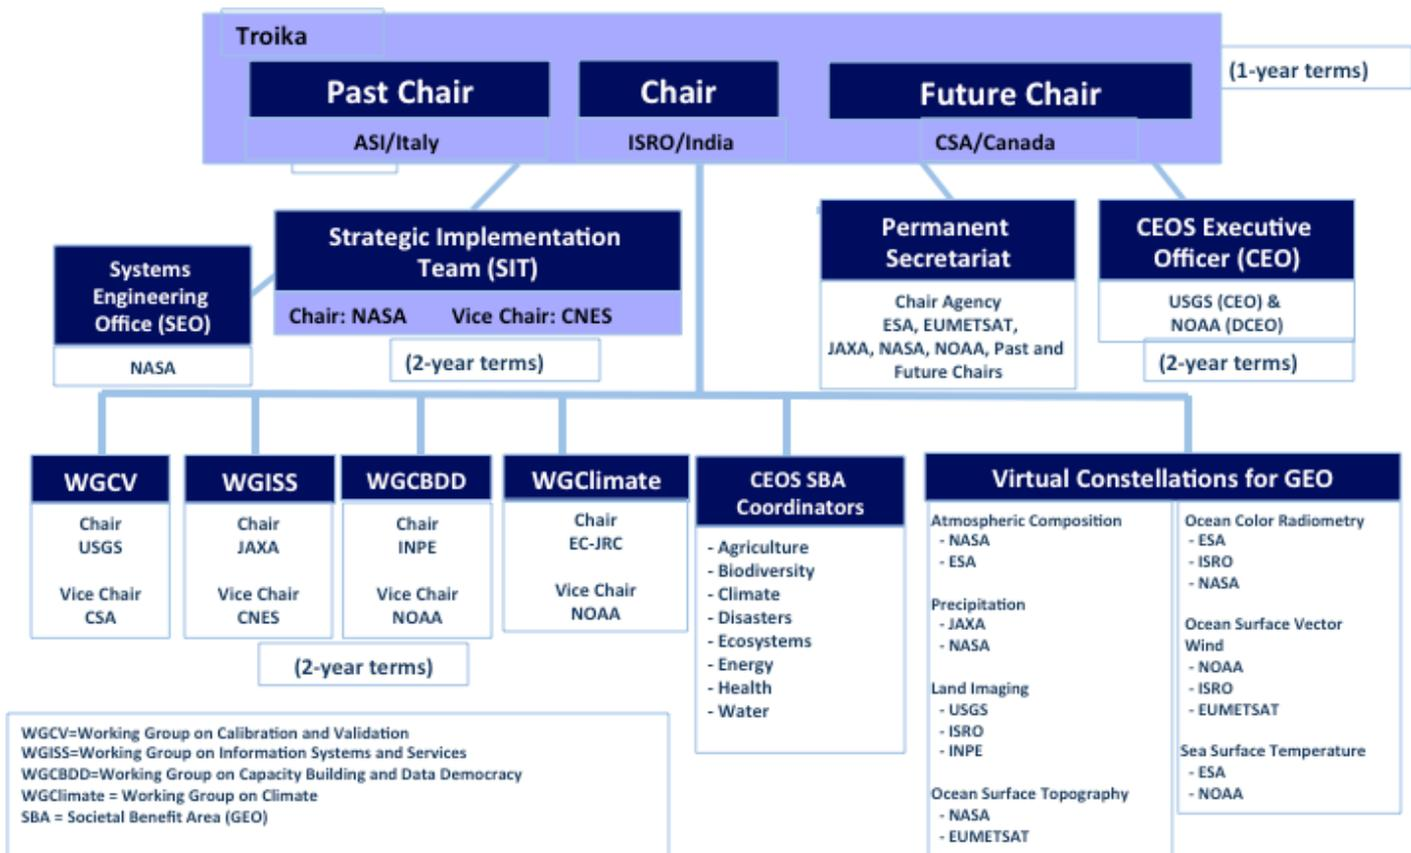 Troika
(1-year terms)
Past Chair
ASI/Italy
Chair
ISRO/India
Future Chair
CSA/Canada
Systems
Engineering
Office (SEO)
NASA
Strategic Implementation
Team (SIT)
Chair: NASA Vice Chair: CNES
(2-year terms)
Permanent
Secretariat
Chair Agency
ESA, EUMETSAT,
JAXA, NASA, NOAA, Past and
Future Chairs
CEOS Executive
Officer (CEO)
USGS (CEO) &
NOAA (DCEO)
(2-year terms)
WGCV
Chair
USGS
Vice Chair
CSA
WGISS
Chair
JAXA
Vice Chair
CNES
WGCBDD
Chair
INPE
Vice Chair
NOAA
WGClimate
Chair
EC-JRC
Vice Chair
NOAA
(2-year terms)
CEOS SBA
Coordinators
- Agriculture
- Biodiversity
- Climate
- Disasters
- Ecosystems
- Energy
- Health
- Water
Virtual Constellations for GEO
Atmospheric Composition
- NASA
- ESA
Precipitation
- JAXA
- NASA
Land Imaging
- USGS
- ISRO
- INPE
Ocean Surface Topography
- NASA
- EUMETSAT
Ocean Color Radiometry
- ESA
- ISRO
- NASA
Ocean Surface Vector
Wind
- NOAA
- ISRO
- EUMETSAT
Sea Surface Temperature
- ESA
- NOAA
WGCV=Working Group on Calibration and Validation
WGISS=Working Group on Information Systems and Services
WGCBDD=Working Group on Capacity Building and Data Democracy
WGClimate = Working Group on Climate
SBA = Societal Benefit Area (GEO)